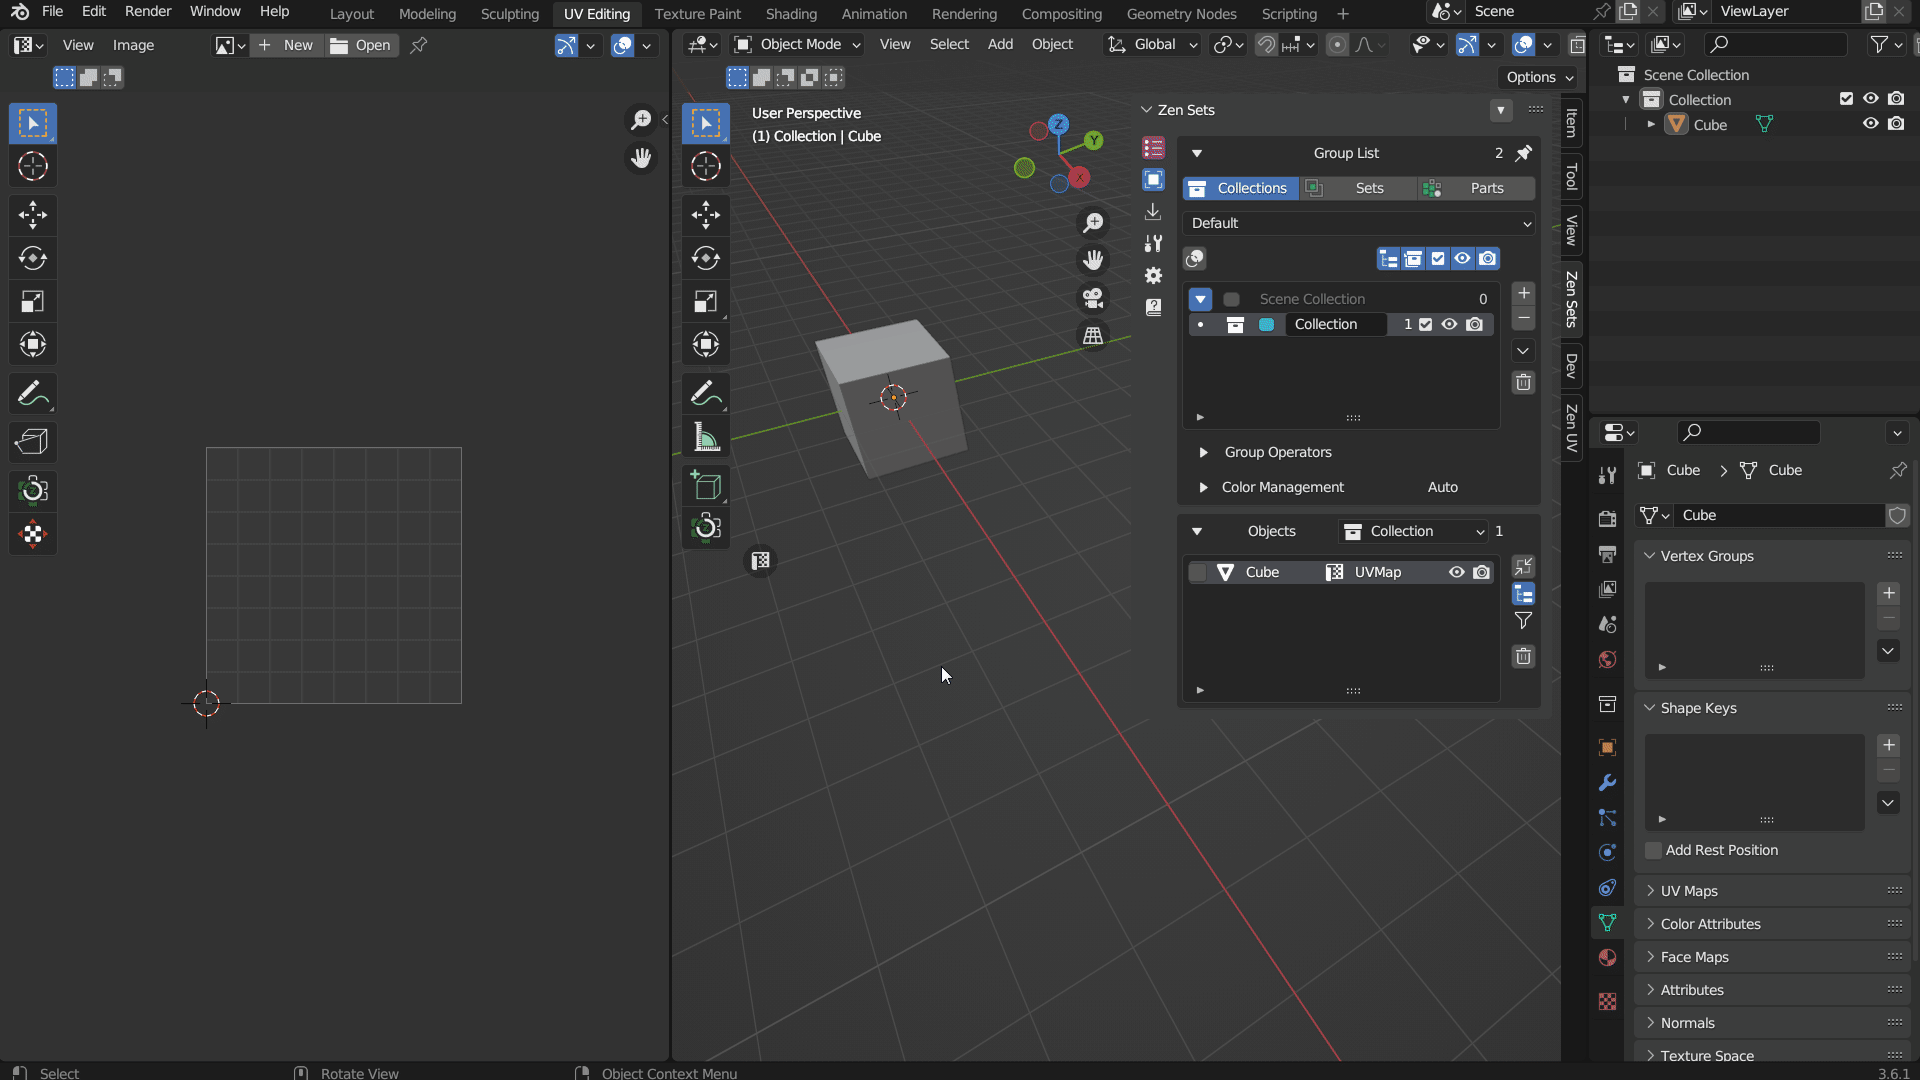 File Edit Render Window Help Layout Modeling Sculpting UV Editing Texture Paint Shading Animation Rendering Compositing Geometry Nodes Scripting + Scene ViewLayer
View Image + New Open
Object Mode View Select Add Object Global
Options
User Perspective
(1) Collection | Cube
Z
Y
X
Zen Sets
Group List 2
Collections Sets Parts
Default
Scene Collection 0
Collection 1
Group Operators
Color Management Auto
Objects Collection 1
Cube UVMap
Item
Tool
View
Zen Sets
Dev
Zen UV
Scene Collection
Collection
Cube
Cube > Cube
Cube
Vertex Groups
Shape Keys
Add Rest Position
UV Maps
Color Attributes
Face Maps
Attributes
Normals
Texture Space
Select Rotate View Object Context Menu 3.6.1